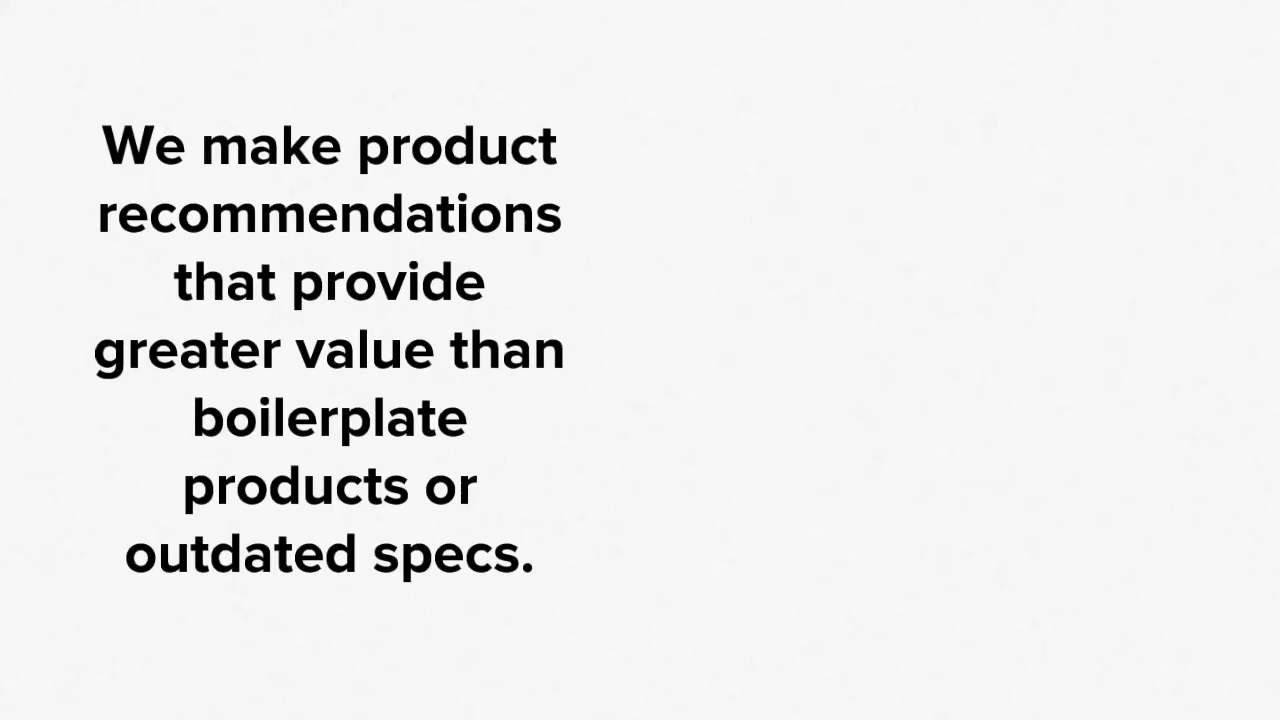 We make product
recommendations
that provide
greater value than
boilerplate
products or
outdated specs.